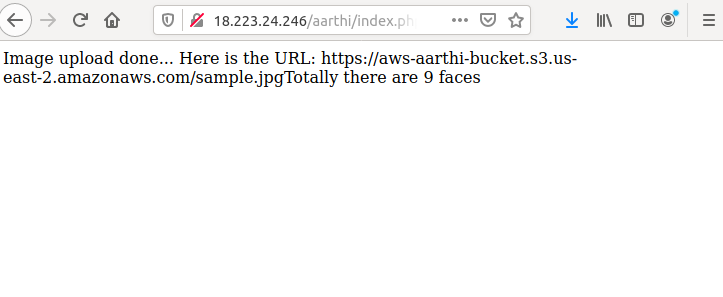 18.223.24.246/aarthi/index.ph
Image upload done... Here is the URL: https://aws-aarthi-bucket.s3.us-
east-2.amazonaws.com/sample.jpgTotally there are 9 faces